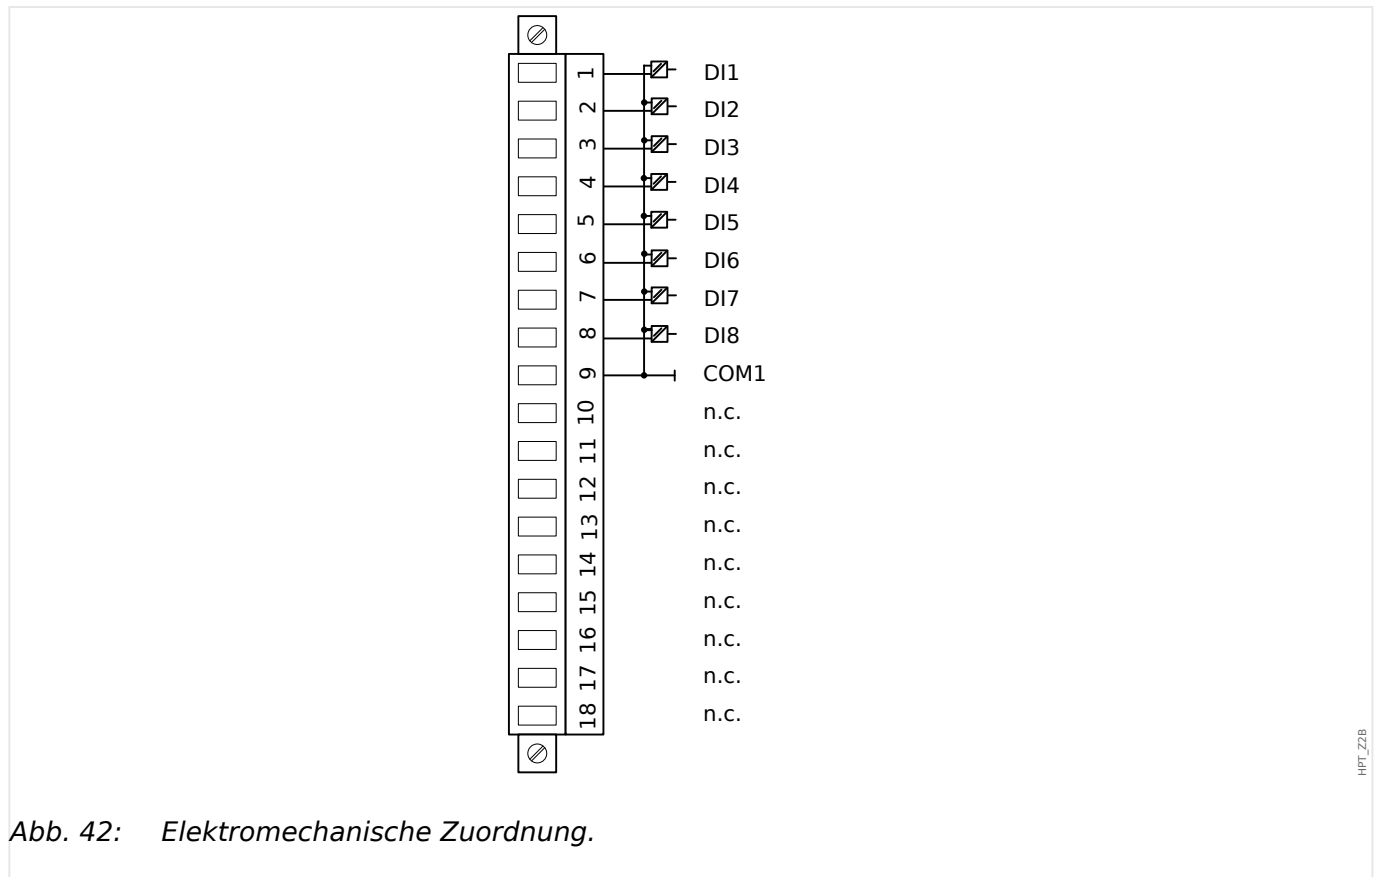 1 DI1
2 DI2
3 DI3
4 DI4
5 DI5
6 DI6
7 DI7
8 DI8
9 COM1
10 n.c.
11 n.c.
12 n.c.
13 n.c.
14 n.c.
15 n.c.
16 n.c.
17 n.c.
18 n.c.
HPT_Z2B
Abb. 42: Elektromechanische Zuordnung.